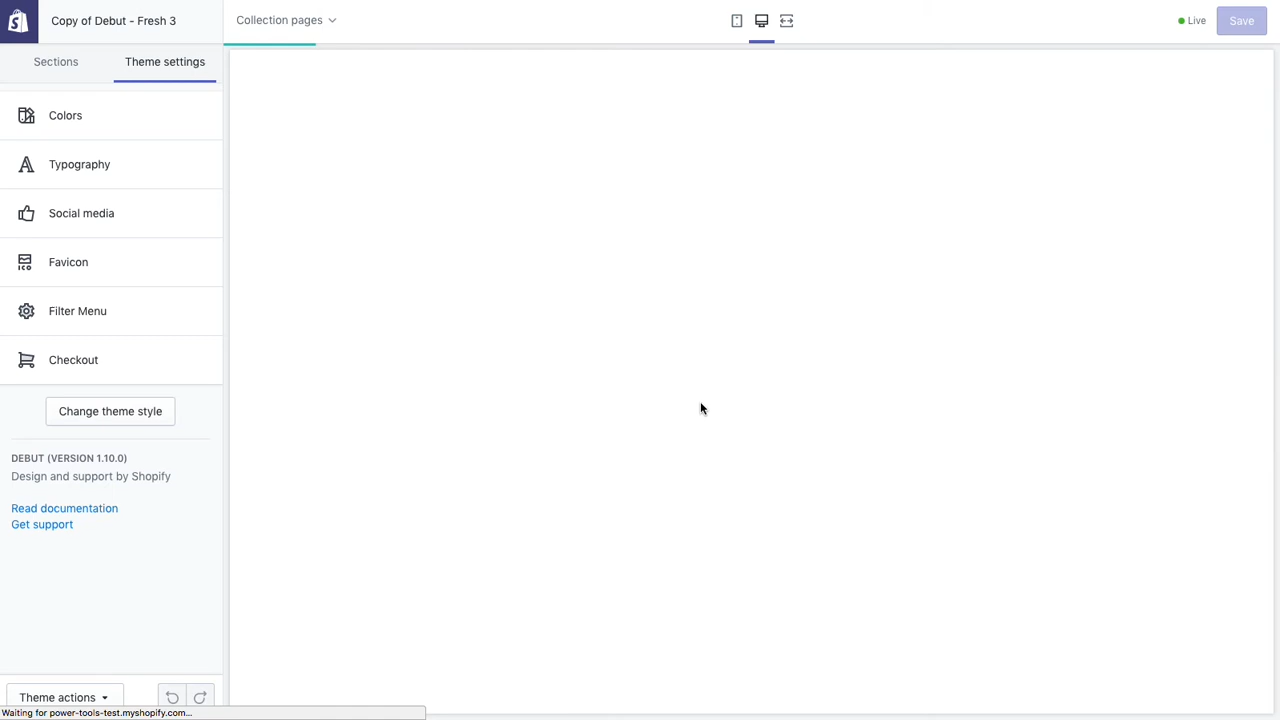 Copy of Debut - Fresh 3
Collection pages
Live
Save
Sections
Theme settings
Colors
Typography
Social media
ICO
Favicon
Filter Menu
Checkout
Change theme style
DEBUT (VERSION 1.10.0)
Design and support by Shopify
Read documentation
Get support
Theme actions
Waiting for power-tools-test.myshopify.com...